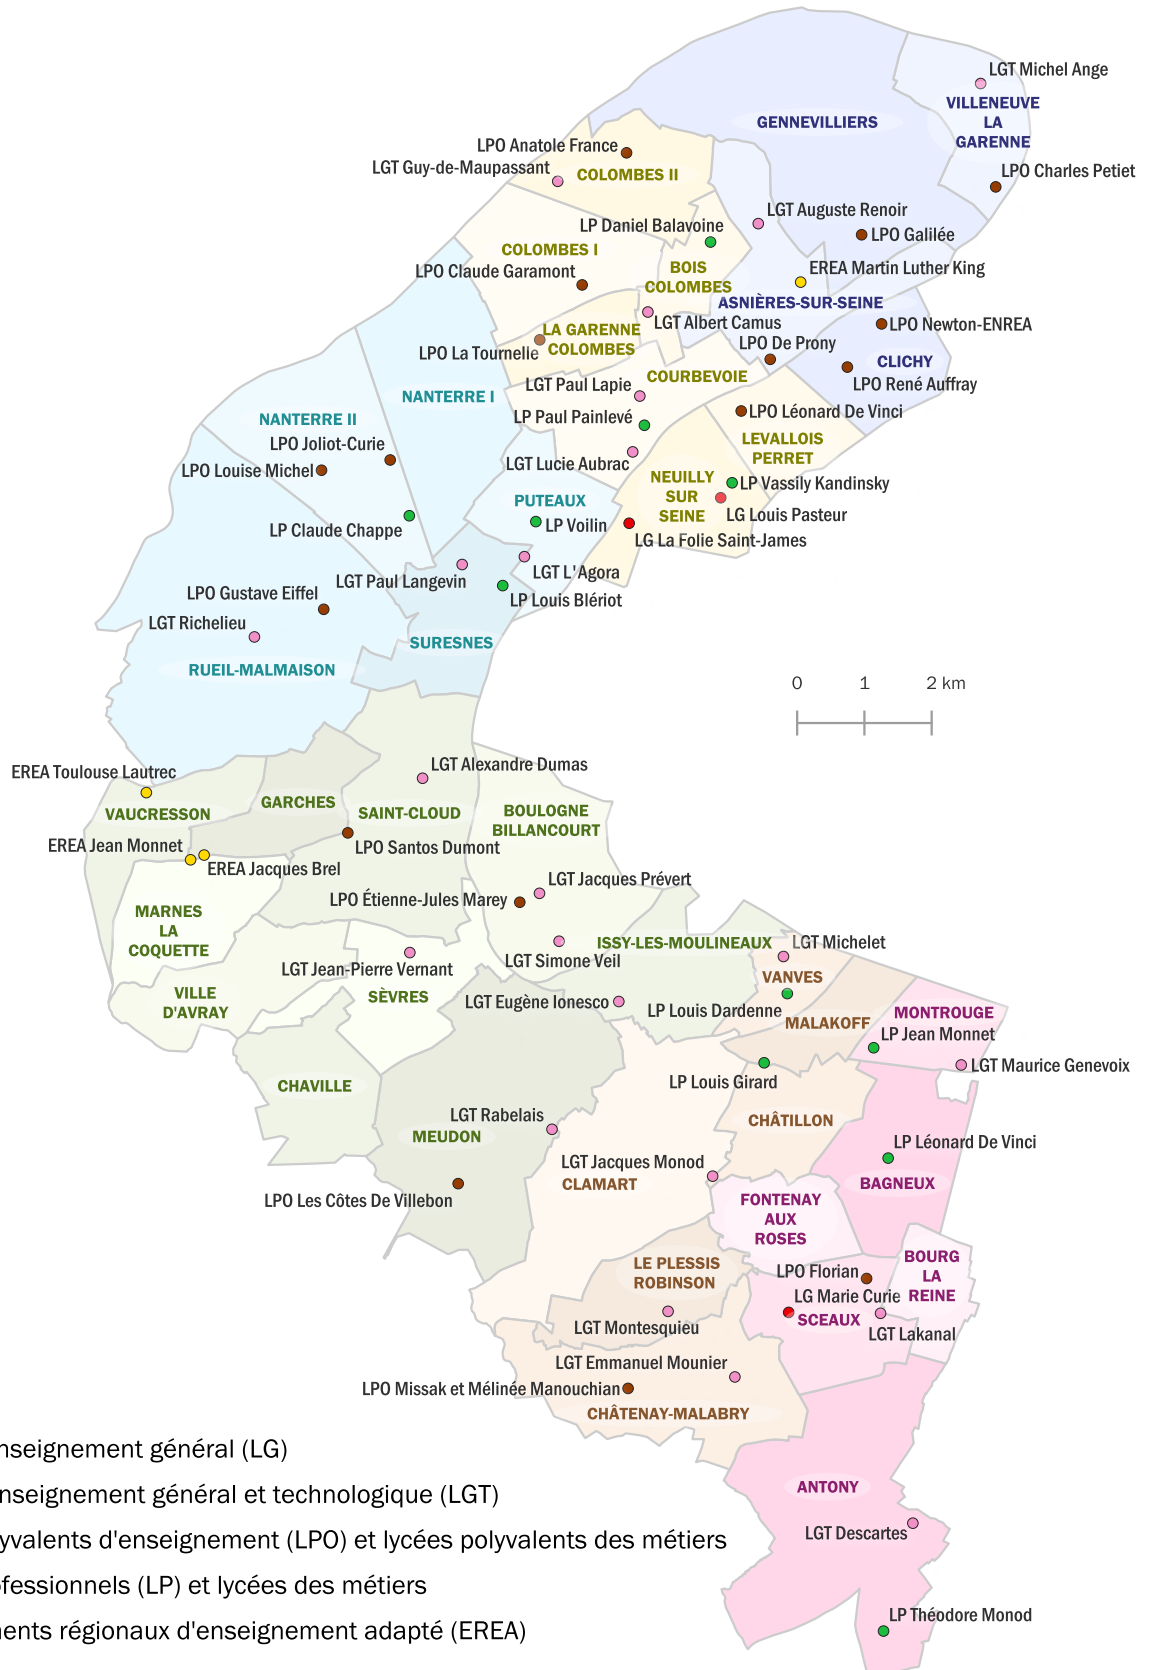 LGT Michel Ange
VILLENEUVE
LA
GARENNE
GENNEVILLIERS
LPO Anatole France
LGT Guy-de-Maupassant
COLOMBES II
LPO Charles Petiet
LGT Auguste Renoir
LP Daniel Balavoine
LPO Galilée
COLOMBES I
LPO Claude Garamont
BOIS
COLOMBES
EREA Martin Luther King
ASNIÈRES-SUR-SEINE
LGT Albert Camus
LPO Newton-ENREA
LA GARENNE
COLOMBES
LPO La Tournelle
LPO De Prony
CLICHY
LPO René Auffray
COURBEVOIE
LGT Paul Lapie
NANTERRE I
LP Paul Painlevé
LPO Léonard De Vinci
NANTERRE II
LPO Joliot-Curie
LEVALLOIS
PERRET
LPO Louise Michel
LGT Lucie Aubrac
NEUILLY
SUR
SEINE
LP Vassily Kandinsky
LG Louis Pasteur
PUTEAUX
LP Voilin
LP Claude Chappe
LG La Folie Saint-James
LGT Paul Langevin
LGT L'Agora
LPO Gustave Eiffel
LP Louis Blériot
LGT Richelieu
SURESNES
RUEIL-MALMAISON
0 1 2 km
EREA Toulouse Lautrec
LGT Alexandre Dumas
VAUCRESSON
GARCHES
SAINT-CLOUD
BOULOGNE
BILLANCOURT
EREA Jean Monnet
LPO Santos Dumont
EREA Jacques Brel
LGT Jacques Prévert
LPO Étienne-Jules Marey
MARNES
LA
COQUETTE
ISSY-LES-MOULINEAUX
LGT Michelet
LGT Simone Veil
LGT Jean-Pierre Vernant
VANVES
VILLE
D'AVRAY
SÈVRES
LGT Eugène Ionesco
LP Louis Dardenne
MALAKOFF
MONTROUGE
LP Jean Monnet
LGT Maurice Genevoix
CHAVILLE
LP Louis Girard
LGT Rabelais
MEUDON
CHÂTILLON
LP Léonard De Vinci
LGT Jacques Monod
CLAMART
BAGNEUX
LPO Les Côtes De Villebon
FONTENAY
AUX
ROSES
LE PLESSIS
ROBINSON
LPO Florian
BOURG
LA
REINE
LG Marie Curie
SCEAUX
LGT Montesquieu
LGT Lakanal
LGT Emmanuel Mounier
LPO Missak et Mélinée Manouchian
CHÂTENAY-MALABRY
nseignement général (LG)
ANTONY
nseignement général et technologique (LGT)
LGT Descartes
yvalents d'enseignement (LPO) et lycées polyvalents des métiers
ofessionnels (LP) et lycées des métiers
LP Théodore Monod
ents régionaux d'enseignement adapté (EREA)